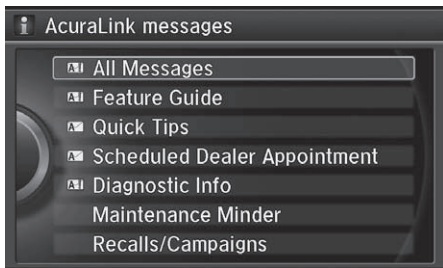 AcuraLink messages
All Messages
Feature Guide
Quick Tips
Scheduled Dealer Appointment
Diagnostic Info
Maintenance Minder
Recalls/Campaigns